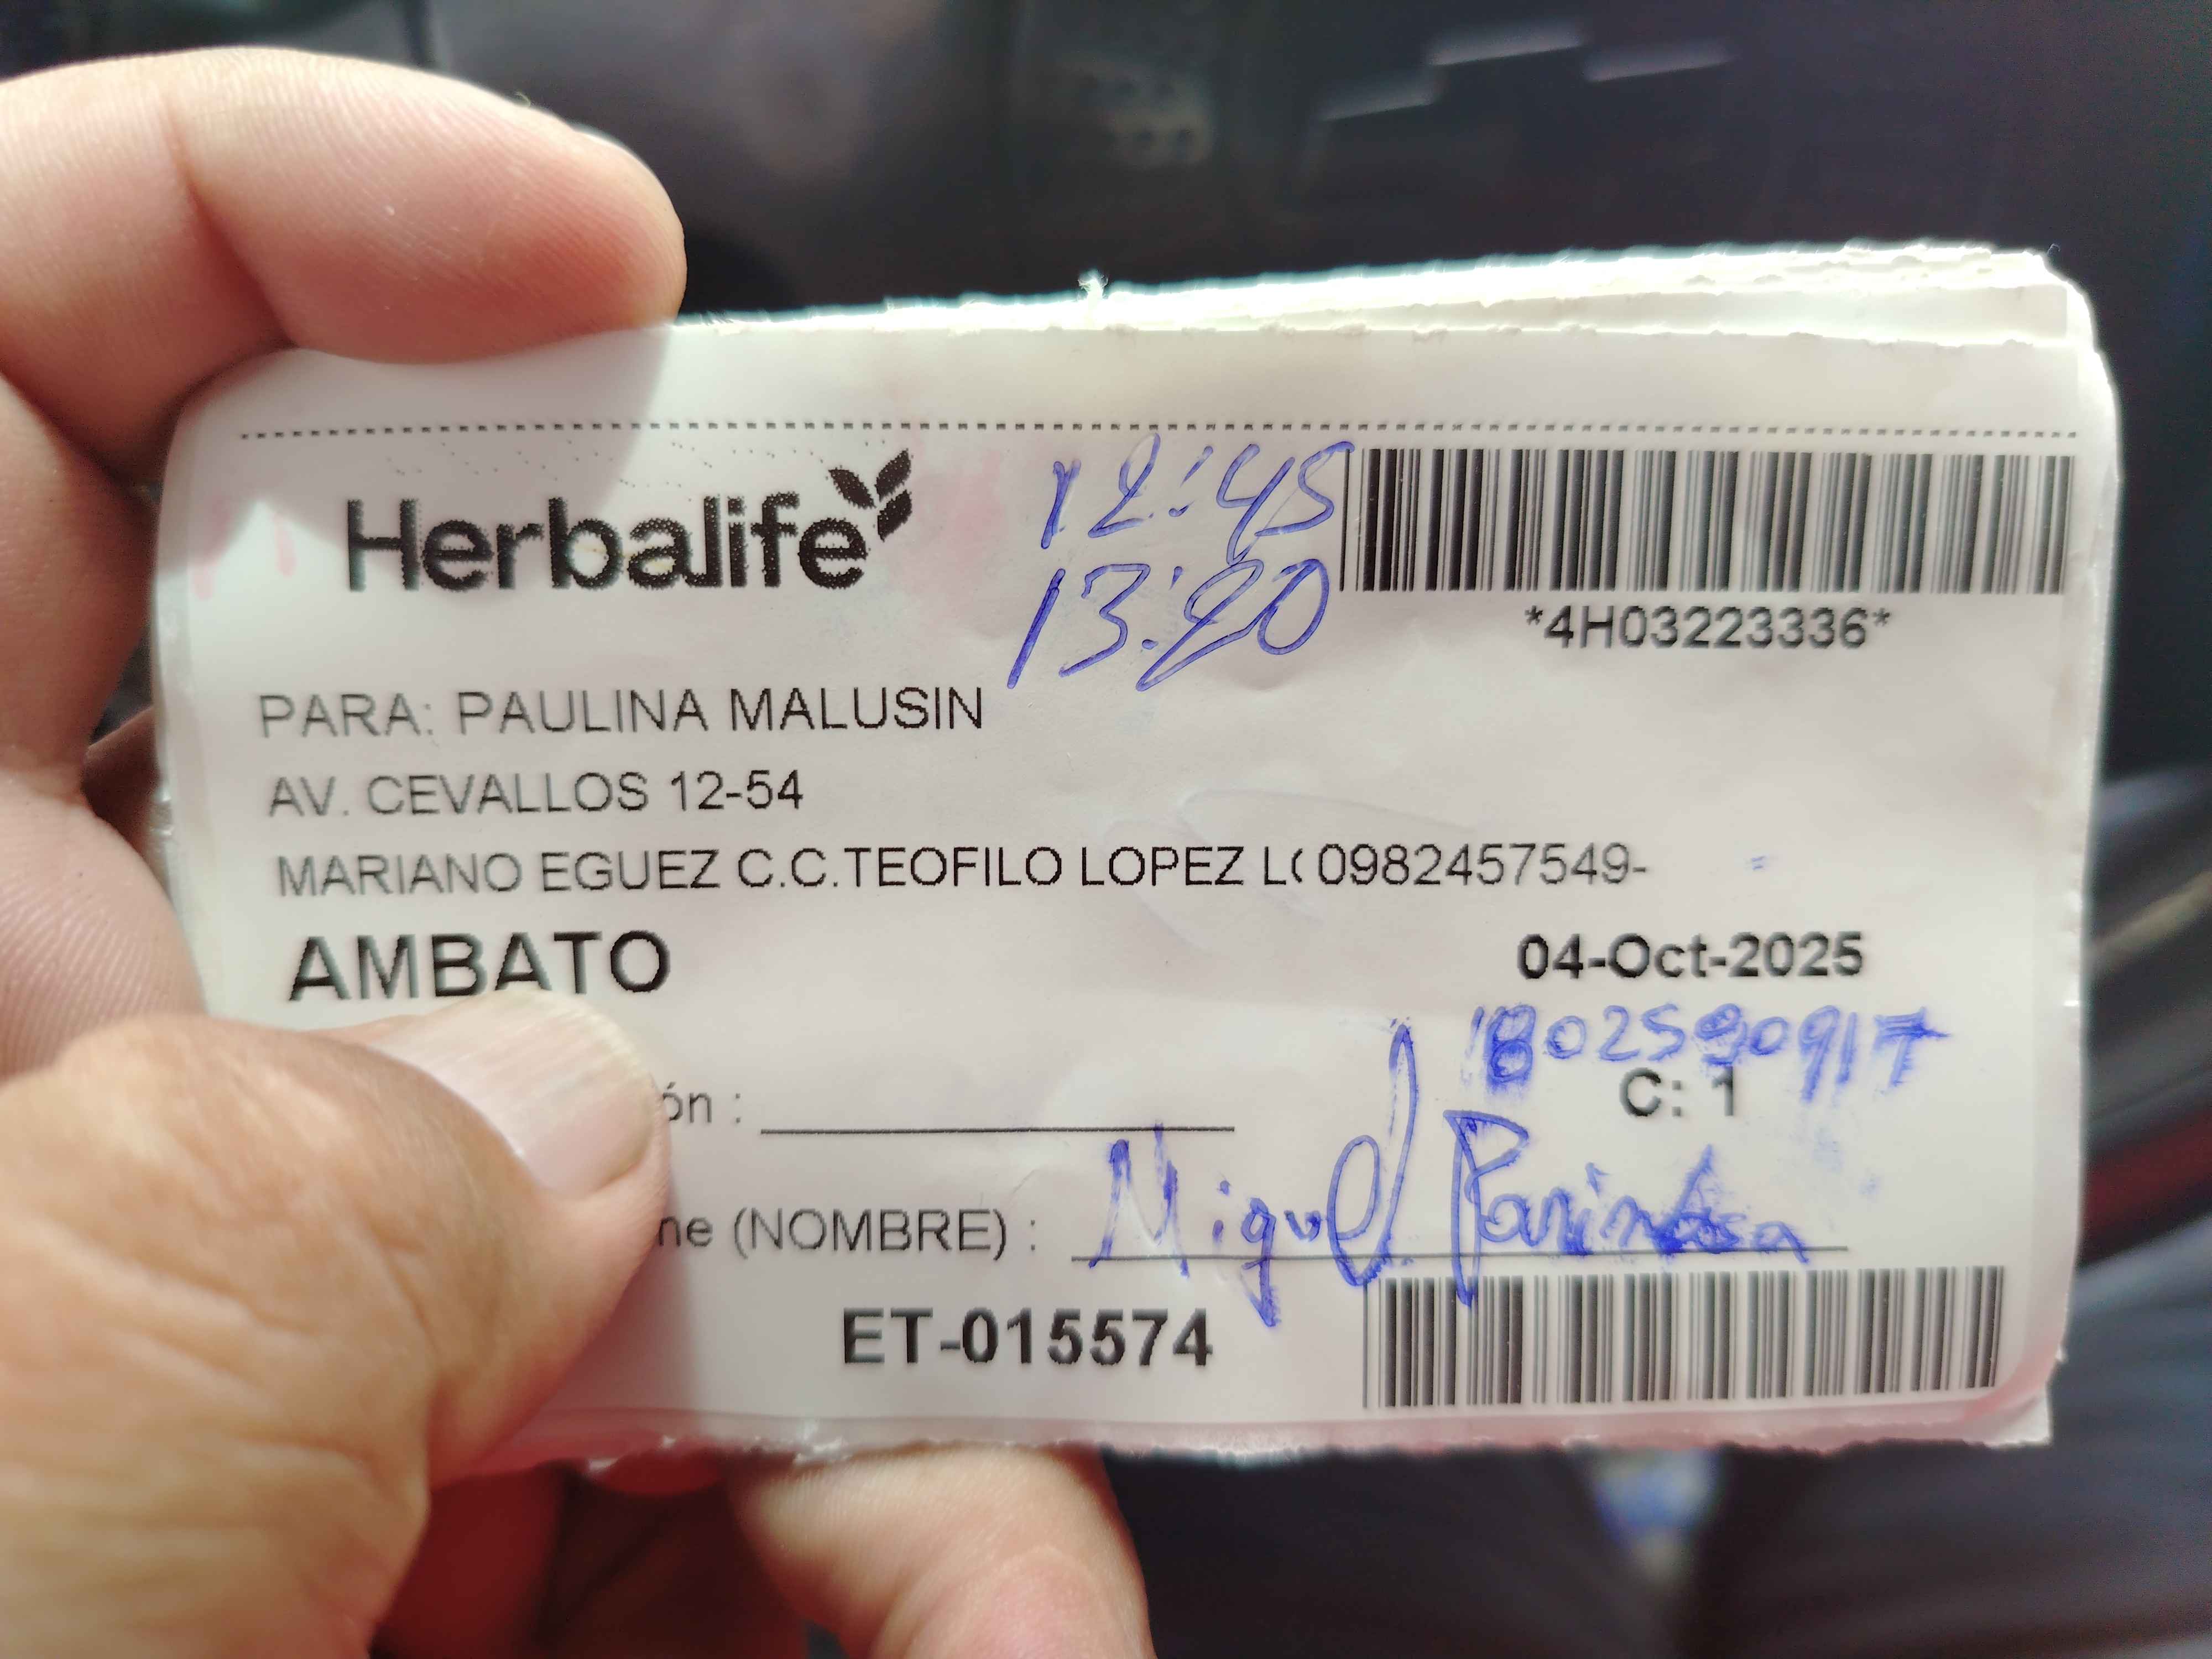 Herbalife
12:45
13:20
*4H03223336*
PARA: PAULINA MALUSIN
AV. CEVALLOS 12-54
MARIANO EGUEZ C.C.TEOFILO LOPEZ L( 0982457549-
AMBATO
04-Oct-2025
C: 1
ón :
ne (NOMBRE) : Miguel
ET-015574